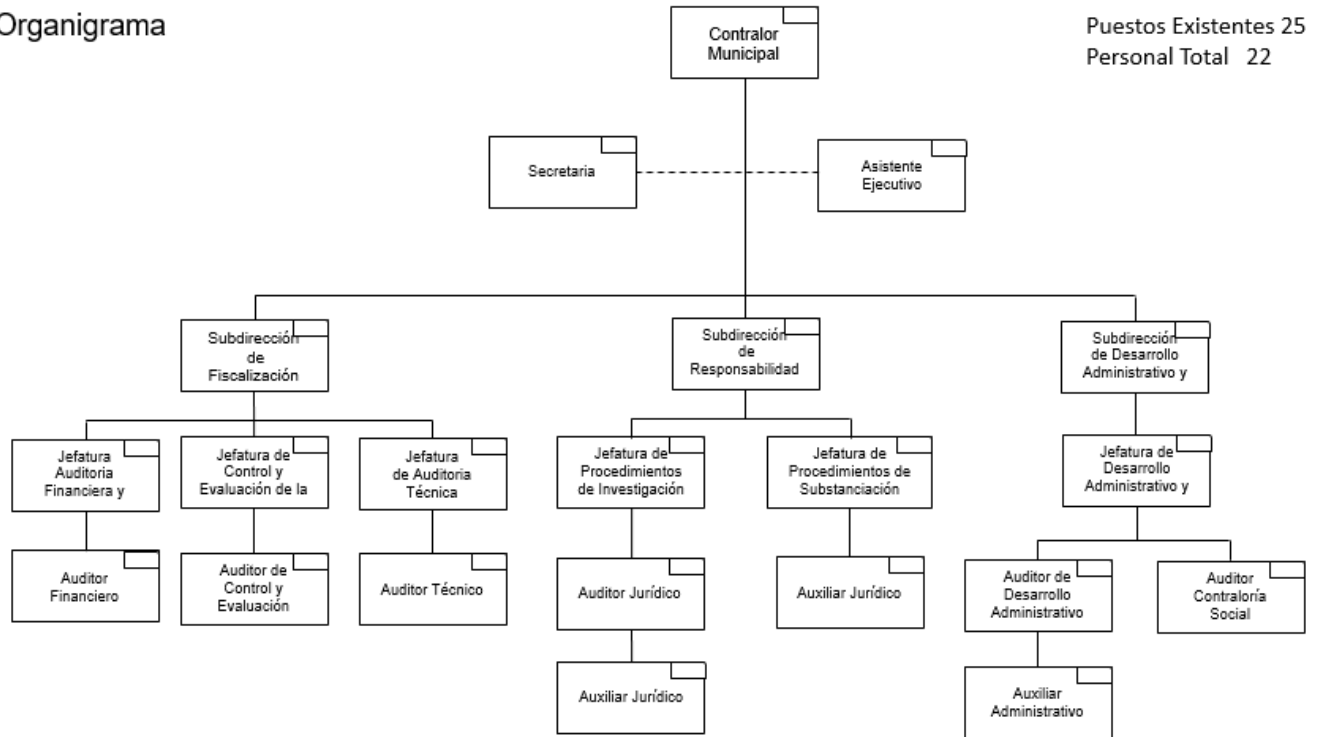 Organigrama
Puestos Existentes 25
Personal Total 22
Contralor
Municipal
Secretaria
Asistente
Ejecutivo
Subdirección
de
Fiscalización
Subdirección
de
Responsabilidad
Subdirección
de Desarrollo
Administrativo y
Jefatura
Auditoria
Financiera y
Jefatura de
Control y
Evaluación de la
Jefatura
de Auditoria
Técnica
Jefatura de
Procedimientos
de Investigación
Jefatura de
Procedimientos de
Substanciación
Jefatura de
Desarrollo
Administrativo y
Auditor
Financiero
Auditor de
Control y
Evaluación
Auditor Técnico
Auditor Jurídico
Auxiliar Jurídico
Auditor de
Desarrollo
Administrativo
Auditor
Contraloría
Social
Auxiliar Jurídico
Auxiliar
Administrativo